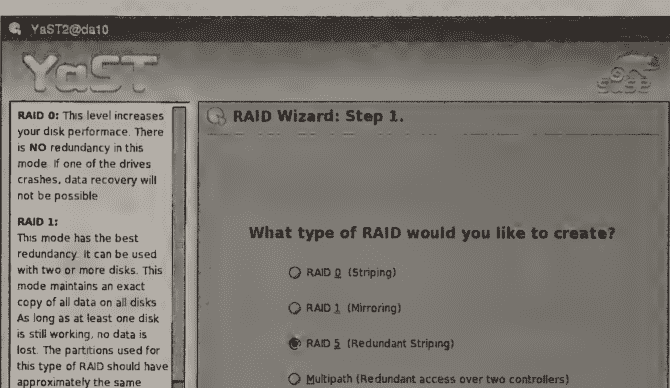 YaST2@da10
YaST
SUSE
RAID 0: This level increases
your disk performace. There
is NO redundancy in this
mode. If one of the drives
crashes, data recovery will
not be possible
RAID 1:
This mode has the best
redundancy. It can be used
with two or more disks. This
mode maintains an exact
copy of all data on all disks
As long as at least one disk
is still working, no data is
lost. The partitions used for
this type of RAID should have
approximately the same
RAID Wizard: Step 1.
What type of RAID would you like to create?
RAID 0 (Striping)
RAID 1 (Mirroring)
RAID 5 (Redundant Striping)
Multipath (Redundant access over two controllers)